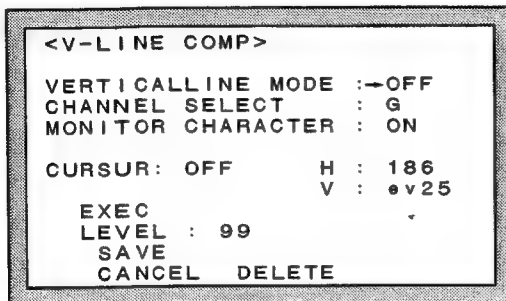 <V-LINE COMP>
VERTICALLINE MODE :→OFF
CHANNEL SELECT : G
MONITOR CHARACTER : ON
CURSUR: OFF H : 186
V : ev25
EXEC
LEVEL : 99
SAVE
CANCEL DELETE